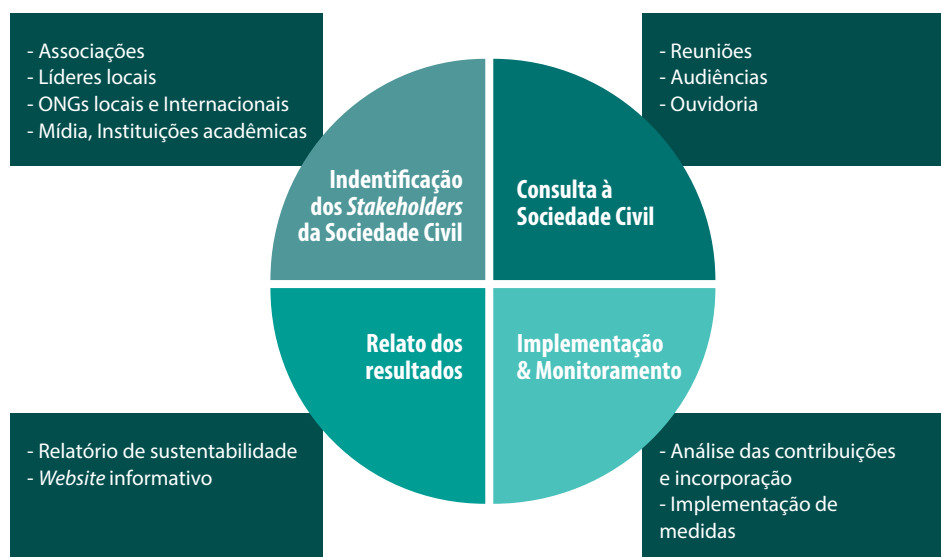 - Associações
- Líderes locais
- ONGs locais e Internacionais
- Mídia, Instituições acadêmicas
Indentificação
dos Stakeholders
da Sociedade Civil
- Reuniões
- Audiências
- Ouvidoria
Consulta à
Sociedade Civil
Relato dos
resultados
- Relatório de sustentabilidade
- Website informativo
Implementação
& Monitoramento
- Análise das contribuições
e incorporação
- Implementação de
medidas